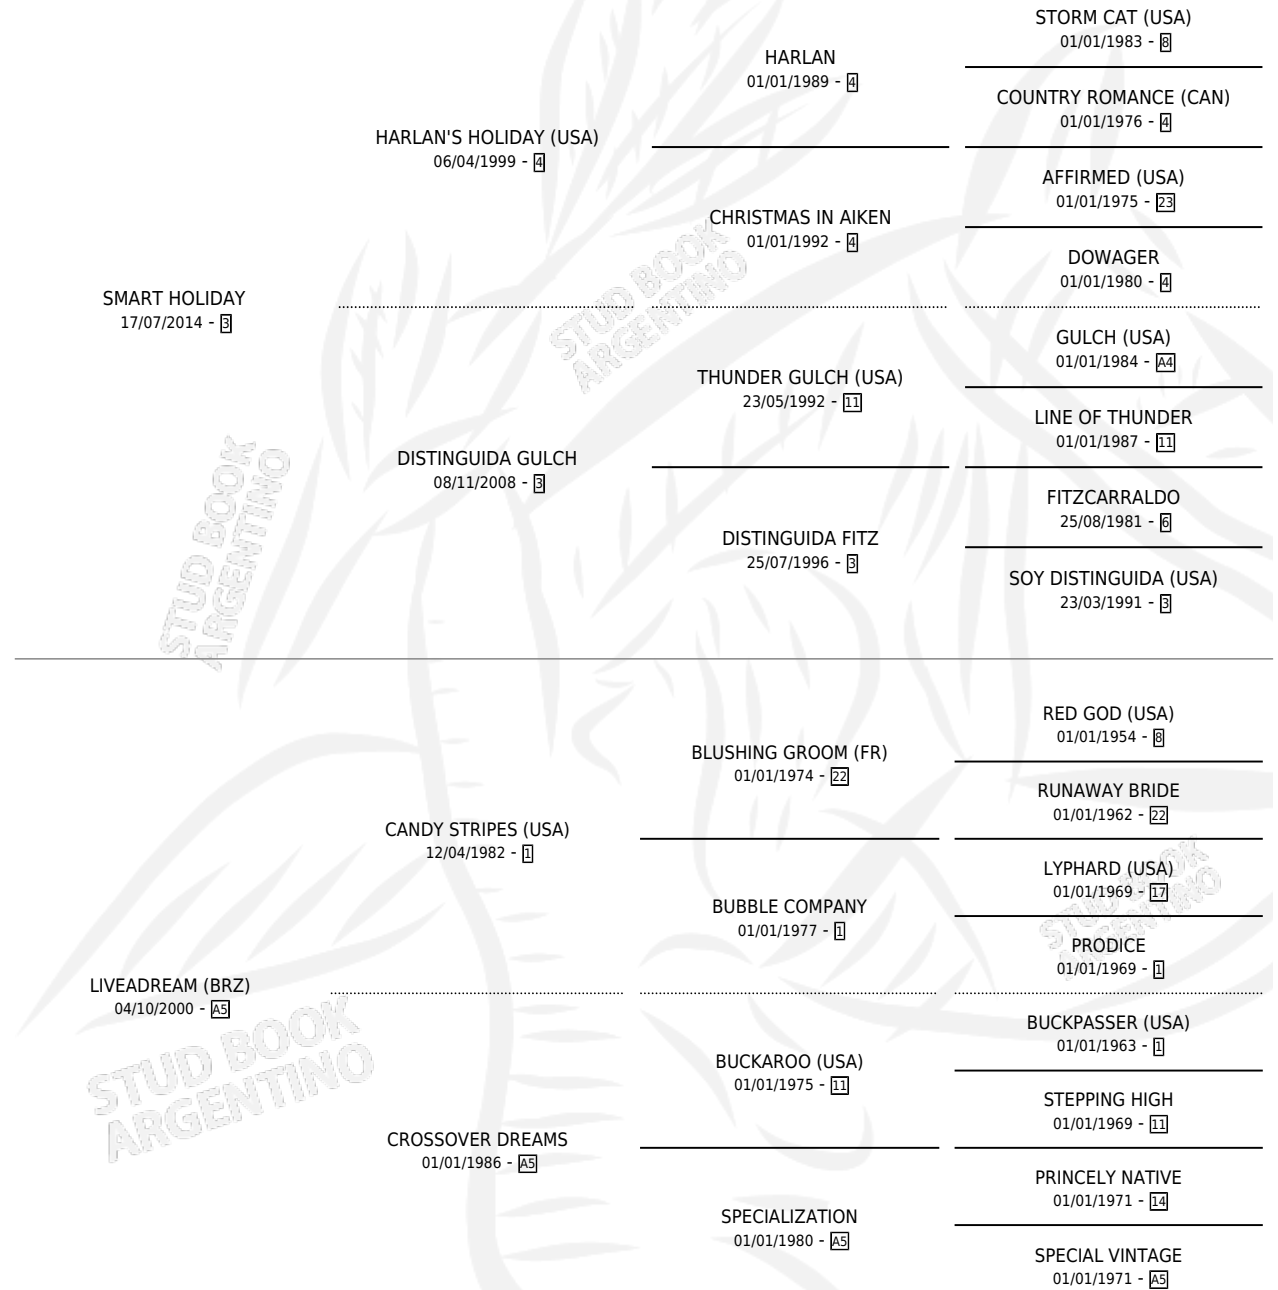 STORM CAT (USA)
01/01/1983 - 8
HARLAN
01/01/1989 - 4
COUNTRY ROMANCE (CAN)
01/01/1976 - 4
HARLAN'S HOLIDAY (USA)
06/04/1999 - 4
AFFIRMED (USA)
01/01/1975 - 23
CHRISTMAS IN AIKEN
01/01/1992 - 4
DOWAGER
01/01/1980 - 4
SMART HOLIDAY
17/07/2014 - 3
STUD BOOK
ARGENTINO
GULCH (USA)
01/01/1984 - A4
THUNDER GULCH (USA)
23/05/1992 - 11
LINE OF THUNDER
01/01/1987 - 11
DISTINGUIDA GULCH
08/11/2008 - 3
FITZCARRALDO
25/08/1981 - 6
DISTINGUIDA FITZ
25/07/1996 - 3
SOY DISTINGUIDA (USA)
23/03/1991 - 3
STUD BOOK
ARGENTINO
RED GOD (USA)
01/01/1954 - 8
BLUSHING GROOM (FR)
01/01/1974 - 22
RUNAWAY BRIDE
01/01/1962 - 22
CANDY STRIPES (USA)
12/04/1982 - 1
LYPHARD (USA)
01/01/1969 - 17
BUBBLE COMPANY
01/01/1977 - 1
STUD BOOK
ARGENTINO
PRODICE
01/01/1969 - 1
LIVEADREAM (BRZ)
04/10/2000 - A5
STUD BOOK
ARGENTINO
BUCKPASSER (USA)
01/01/1963 - 1
BUCKAROO (USA)
01/01/1975 - 11
STEPPING HIGH
01/01/1969 - 11
CROSSOVER DREAMS
01/01/1986 - A5
PRINCELY NATIVE
01/01/1971 - 14
SPECIALIZATION
01/01/1980 - A5
SPECIAL VINTAGE
01/01/1971 - A5